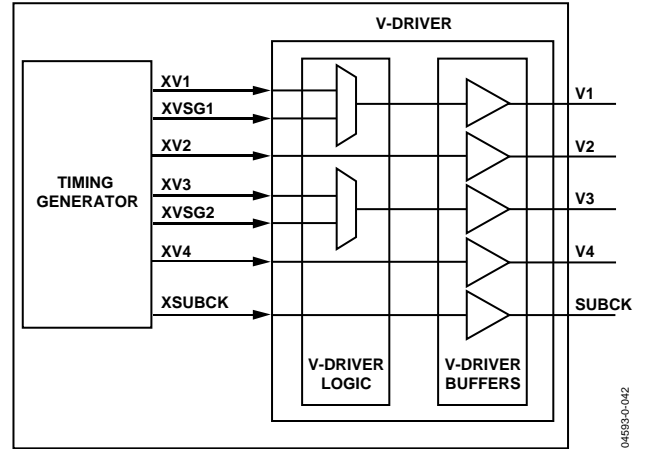 V-DRIVER
XV1
XVSG1
XV2
XV3
XVSG2
XV4
XSUBCK
TIMING
GENERATOR
V1
V2
V3
V4
SUBCK
V-DRIVER
LOGIC
V-DRIVER
BUFFERS
04593-0-042